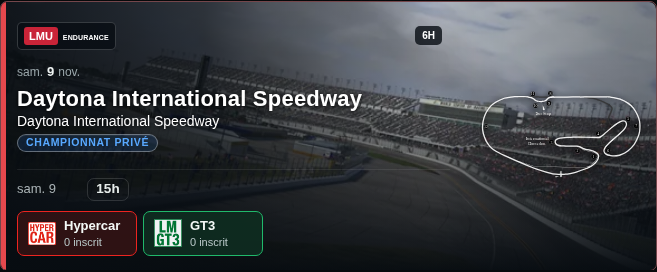 LMU ENDURANCE
6H
sam. 9 nov.
Daytona International Speedway
Daytona International Speedway
CHAMPIONNAT PRIVÉ
sam. 9 15h
HYPER CAR
Hypercar
0 inscrit
LM GT3
GT3
0 inscrit